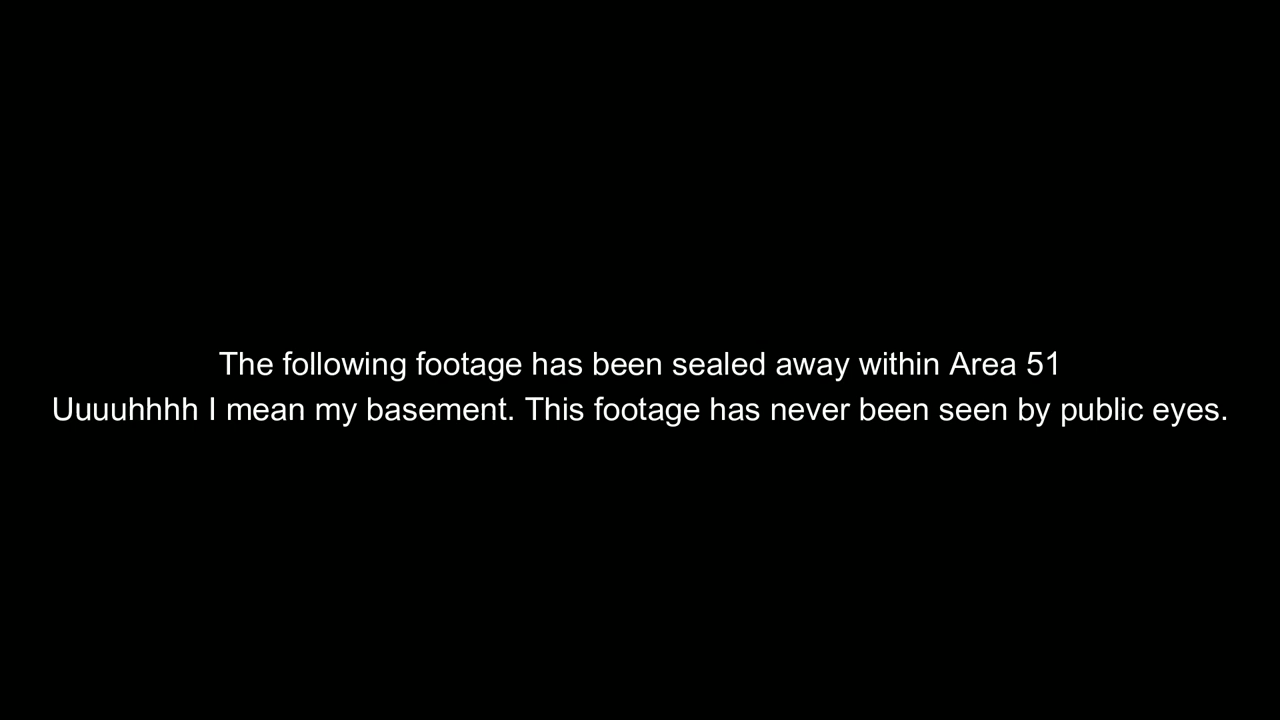 The following footage has been sealed away within Area 51
Uuuuhhhh I mean my basement. This footage has never been seen by public eyes.